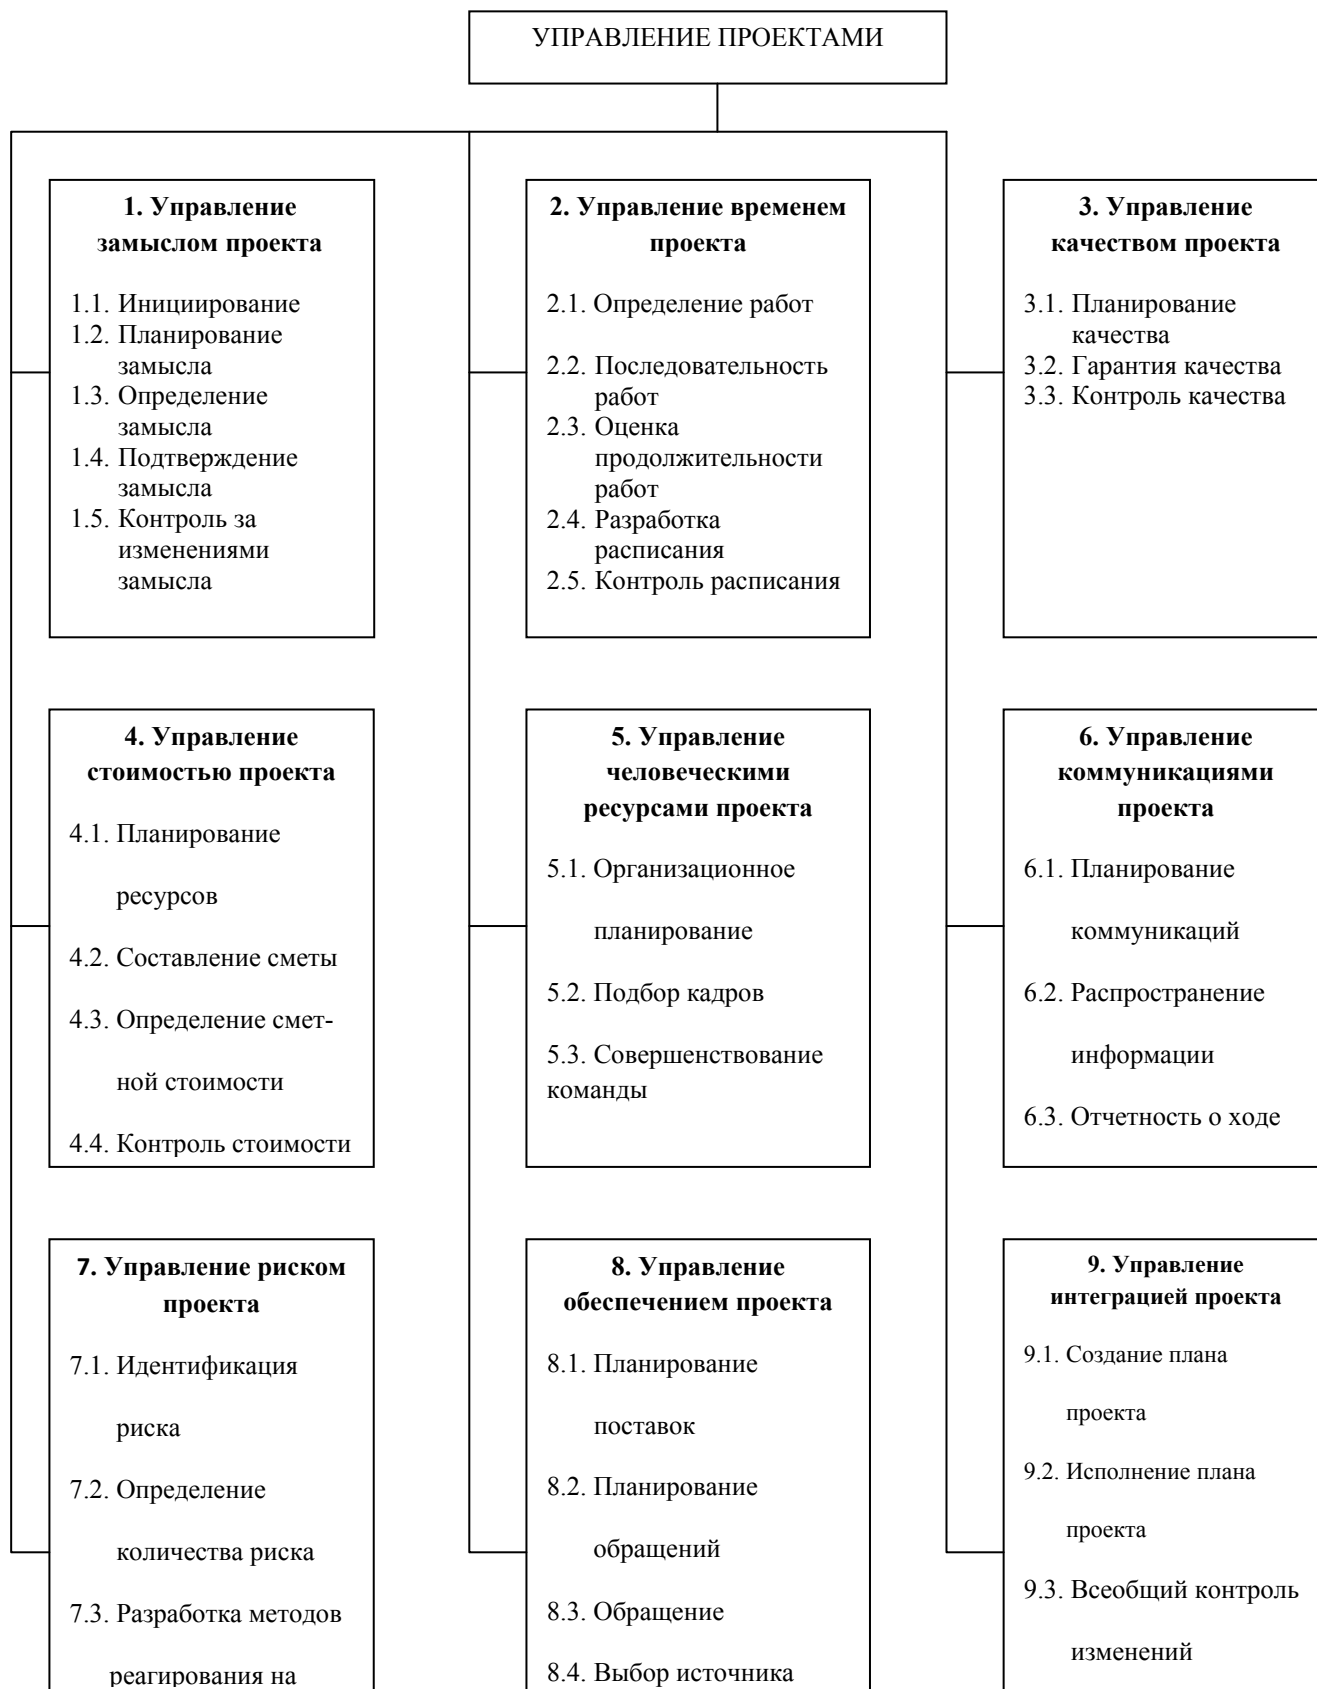 УПРАВЛЕНИЕ ПРОЕКТАМИ
1. Управление
замыслом проекта
1.1. Инициирование
1.2. Планирование
замысла
1.3. Определение
замысла
1.4. Подтверждение
замысла
1.5. Контроль за
изменениями
замысла
2. Управление временем
проекта
2.1. Определение работ
2.2. Последовательность
работ
2.3. Оценка
продолжительности
работ
2.4. Разработка
расписания
2.5. Контроль расписания
3. Управление
качеством проекта
3.1. Планирование
качества
3.2. Гарантия качества
3.3. Контроль качества
4. Управление
стоимостью проекта
4.1. Планирование
ресурсов
4.2. Составление сметы
4.3. Определение смет-
ной стоимости
4.4. Контроль стоимости
5. Управление
человеческими
ресурсами проекта
5.1. Организационное
планирование
5.2. Подбор кадров
5.3. Совершенствование
команды
6. Управление
коммуникациями
проекта
6.1. Планирование
коммуникаций
6.2. Распространение
информации
6.3. Отчетность о ходе
7. Управление риском
проекта
7.1. Идентификация
риска
7.2. Определение
количества риска
7.3. Разработка методов
реагирования на
8. Управление
обеспечением проекта
8.1. Планирование
поставок
8.2. Планирование
обращений
8.3. Обращение
8.4. Выбор источника
9. Управление
интеграцией проекта
9.1. Создание плана
проекта
9.2. Исполнение плана
проекта
9.3. Всеобщий контроль
изменений